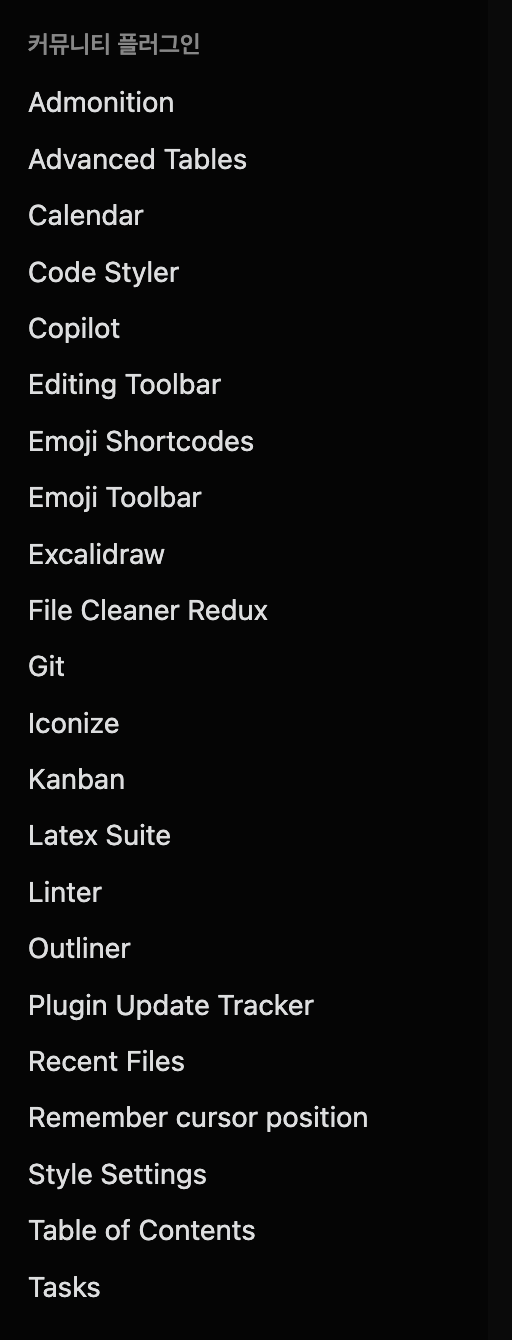 커뮤니티 플러그인
Admonition
Advanced Tables
Calendar
Code Styler
Copilot
Editing Toolbar
Emoji Shortcodes
Emoji Toolbar
Excalidraw
File Cleaner Redux
Git
Iconize
Kanban
Latex Suite
Linter
Outliner
Plugin Update Tracker
Recent Files
Remember cursor position
Style Settings
Table of Contents
Tasks